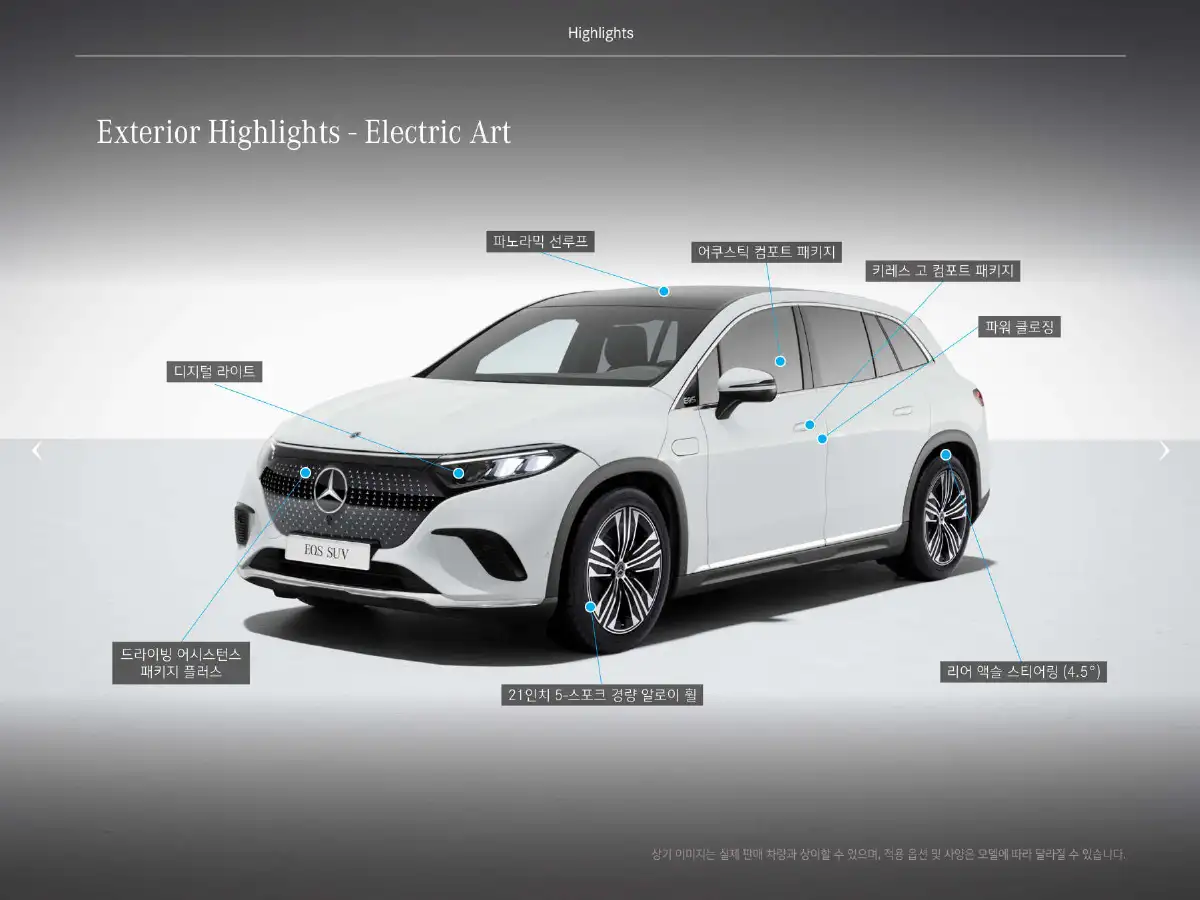 Highlights
Exterior Highlights - Electric Art
파노라믹 선루프
어쿠스틱 컴포트 패키지
키레스 고 컴포트 패키지
파워 클로징
디지털 라이트
EQS
EQS SUV
드라이빙 어시스턴스
패키지 플러스
21인치 5-스포크 경량 알로이 휠
리어 액슬 스티어링 (4.5°)
상기 이미지는 실제 판매 차량과 상이할 수 있으며, 적용 옵션 및 사양은 모델에 따라 달라질 수 있습니다.